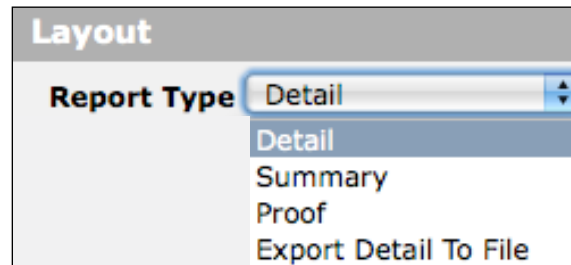 Layout
Report Type Detail
Detail
Summary
Proof
Export Detail To File